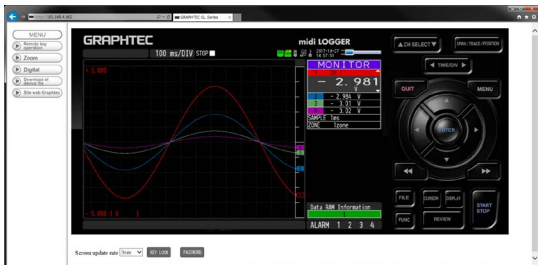 GRAPHTEC GL Series
MENU
Remote key
operation
Zoom
Digital
Download of
device file
Site web Graphtec
GRAPHTEC
midi LOGGER
100 ms/DIV STOP
MONITOR
- 2. 981
V
2 - 2. 984 V
3 - 3. 01 V
4 - 3. 02 V
SAMPLE 1ms
ZONE 1zone
Data RAM Information
ALARM 1 2 3 4
CH SELECT
SPAN / TRACE / POSITION
TIME/DIV
QUIT
MENU
ENTER
FILE
CURSOR
DISPLAY
START
STOP
FUNC
REVIEW
Screen update rate
KEY LOCK
PASSWORD